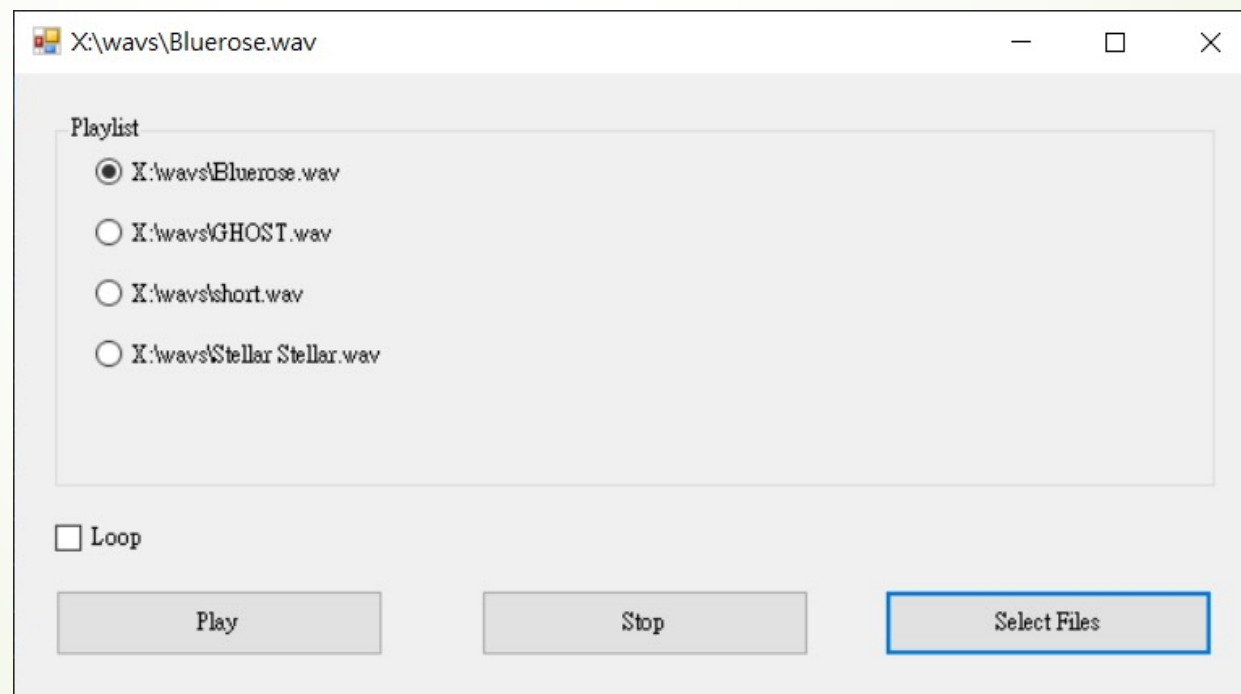 X:\wavs\Bluerose.wav
Playlist
X:\wavs\Bluerose.wav
X:\wavs\GHOST.wav
X:\wavs\short.wav
X:\wavs\Stellar Stellar.wav
Loop
Play Stop Select Files